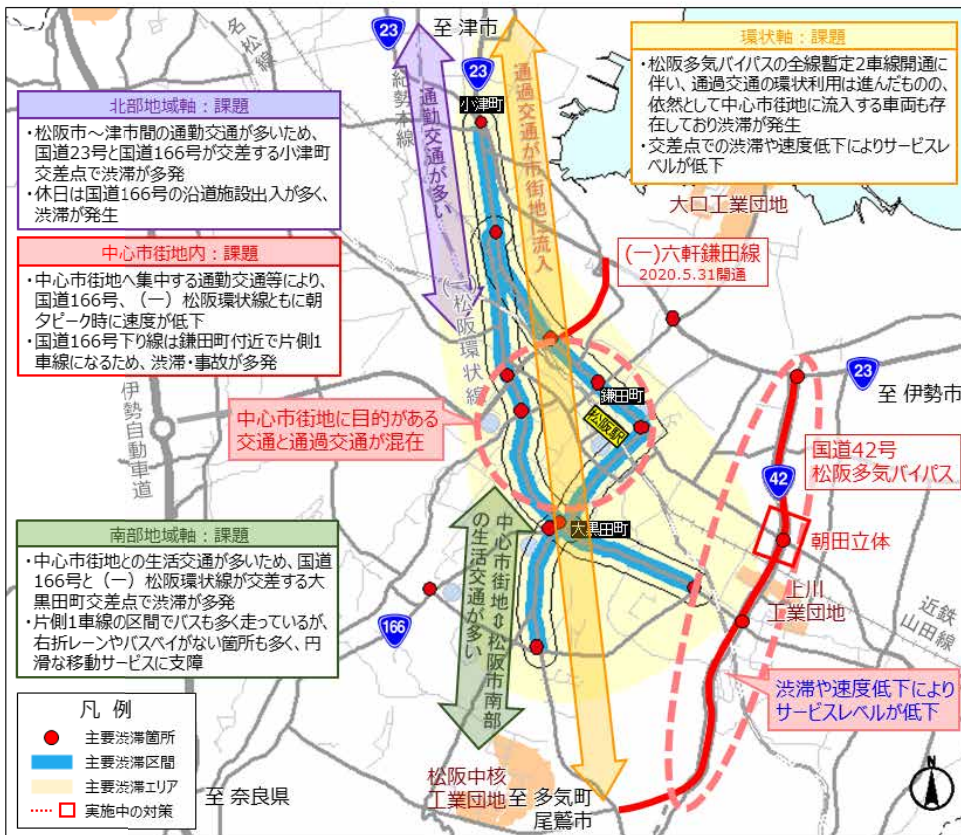 23
至 津市
名松線
紀勢本線
23
小津町
通勤交通が多い
通過交通が市街地に流入
環状軸:課題
・松阪多気バイパスの全線暫定2車線開通に
伴い、通過交通の環状利用は進んだものの、
依然として中心市街地に流入する車両も存
在しており渋滞が発生
・交差点での渋滞や速度低下によりサービスレ
ベルが低下
北部地域軸:課題
・松阪市~津市間の通勤交通が多いため、
国道23号と国道166号が交差する小津町
交差点で渋滞が多発
・休日は国道166号の沿道施設出入が多く、
渋滞が発生
大口工業団地
(一)六軒鎌田線
2020.5.31開通
中心市街地内:課題
・中心市街地へ集中する通勤交通等により、
国道166号、(一)松阪環状線ともに朝
夕ピーク時に速度が低下
・国道166号下り線は鎌田町付近で片側1
車線になるため、渋滞・事故が多発
(一)松阪環状線
23
至 伊勢市
伊勢自動車道
鎌田町
松阪駅
中心市街地に目的がある
交通と通過交通が混在
国道42号
松阪多気バイパス
42
大黒田町
朝田立体
南部地域軸:課題
・中心市街地との生活交通が多いため、国道
166号と(一)松阪環状線が交差する大
黒田町交差点で渋滞が多発
・片側1車線の区間でバスも多く走っているが、
右折レーンやバスベイがない箇所も多く、円
滑な移動サービスに支障
中心市街地⇔松阪市南部
の生活交通が多い
166
上川
工業団地
近鉄
山田線
渋滞や速度低下により
サービスレベルが低下
凡 例
主要渋滞箇所
主要渋滞区間
主要渋滞エリア
実施中の対策
至 奈良県
松阪中核
工業団地
至 多気町
尾鷲市
N